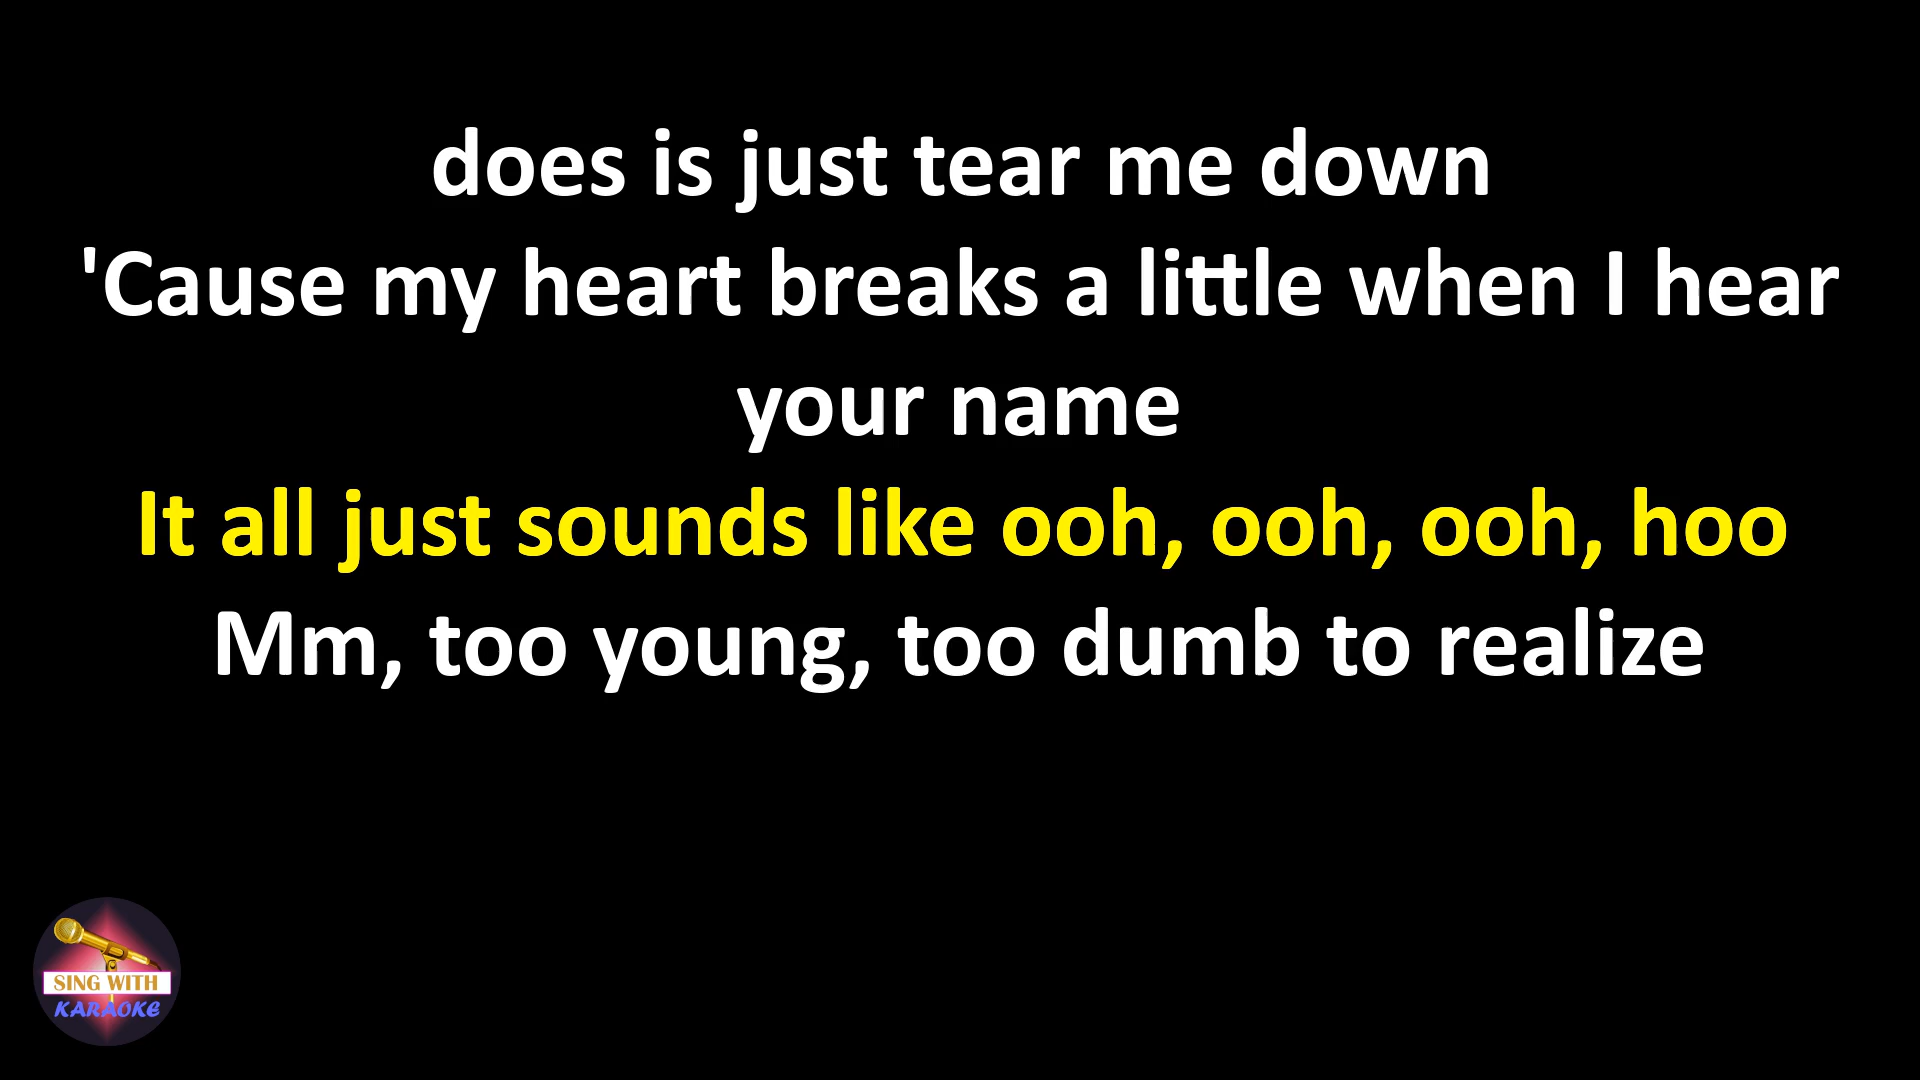 does is just tear me down
'Cause my heart breaks a little when I hear
your name
It all just sounds like ooh, ooh, ooh, hoo
Mm, too young, too dumb to realize
SING WITH
KARAOKE